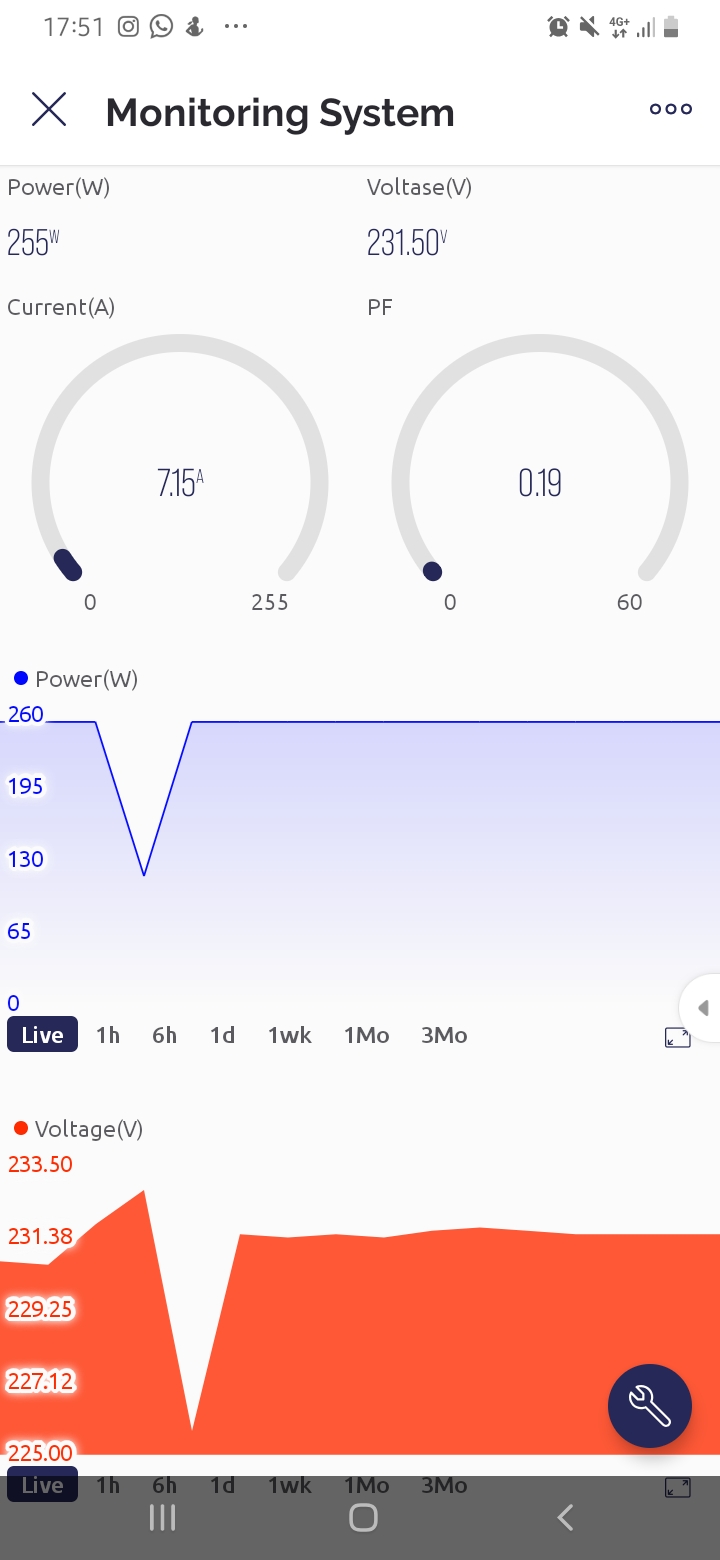 17:51 4G+
Monitoring System
Power(W) Voltase(V)
255W 231.50V
Current(A) PF
7.15A 0.19
0 255 0 60
Power(W)
260
195
130
65
0
Live 1h 6h 1d 1wk 1Mo 3Mo
Voltage(V)
233.50
231.38
229.25
227.12
225.00
Live 1h 6h 1d 1wk 1Mo 3Mo